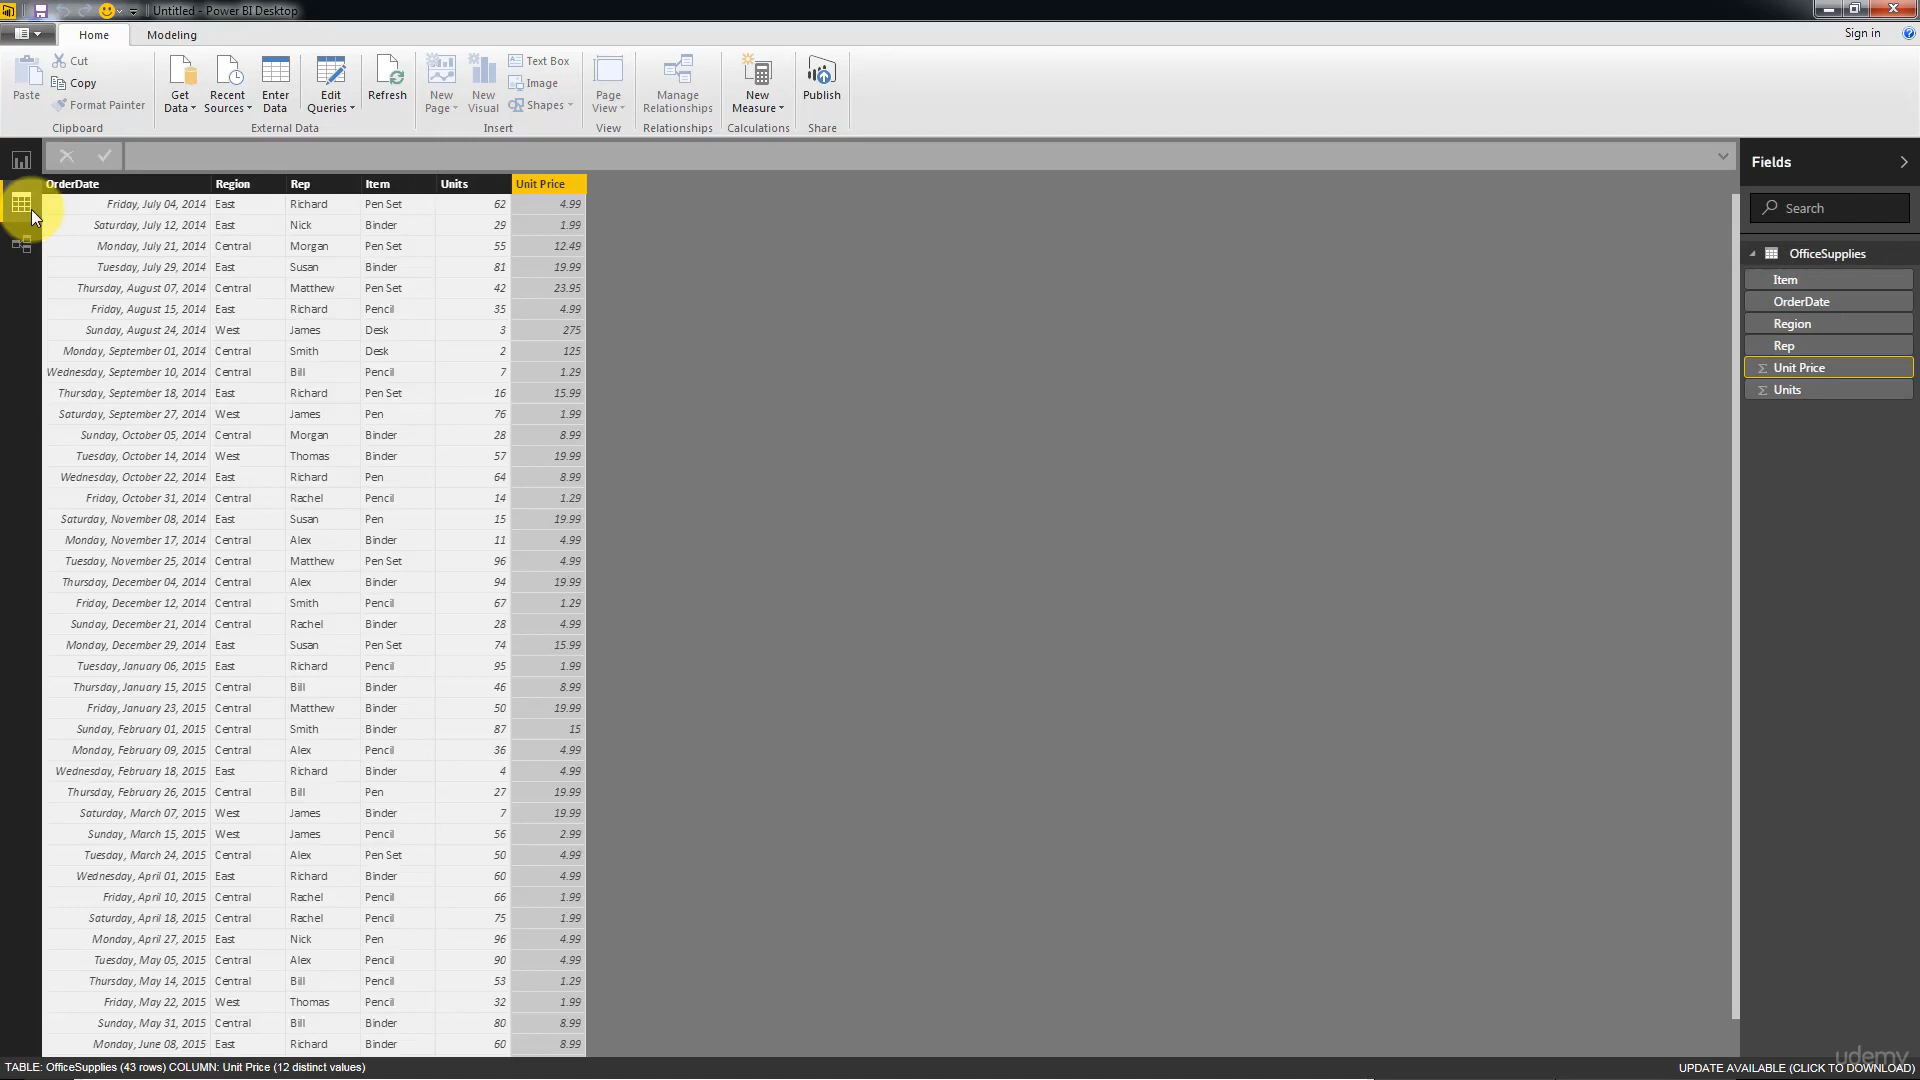 Untitled - Power BI Desktop
Home Modeling Sign in
Paste Cut Copy Format Painter Clipboard
Get Data Recent Sources Enter Data Edit Queries Refresh External Data
New Page New Visual Text Box Image Shapes Insert
Page View View
Manage Relationships Relationships
New Measure Calculations
Publish Share
OrderDate Region Rep Item Units Unit Price
Friday, July 04, 2014 East Richard Pen Set 62 4.99
Saturday, July 12, 2014 East Nick Binder 29 1.99
Monday, July 21, 2014 Central Morgan Pen Set 55 12.49
Tuesday, July 29, 2014 East Susan Binder 81 19.99
Thursday, August 07, 2014 Central Matthew Pen Set 42 23.95
Friday, August 15, 2014 East Richard Pencil 35 4.99
Sunday, August 24, 2014 West James Desk 3 275
Monday, September 01, 2014 Central Smith Desk 2 125
Wednesday, September 10, 2014 Central Bill Pencil 7 1.29
Thursday, September 18, 2014 East Richard Pen Set 16 15.99
Saturday, September 27, 2014 West James Pen 76 1.99
Sunday, October 05, 2014 Central Morgan Binder 28 8.99
Tuesday, October 14, 2014 West Thomas Binder 57 19.99
Wednesday, October 22, 2014 East Richard Pen 64 8.99
Friday, October 31, 2014 Central Rachel Pencil 14 1.29
Saturday, November 08, 2014 East Susan Pen 15 19.99
Monday, November 17, 2014 Central Alex Binder 11 4.99
Tuesday, November 25, 2014 Central Matthew Pen Set 96 4.99
Thursday, December 04, 2014 Central Alex Binder 94 19.99
Friday, December 12, 2014 Central Smith Pencil 67 1.29
Sunday, December 21, 2014 Central Rachel Binder 28 4.99
Monday, December 29, 2014 East Susan Pen Set 74 15.99
Tuesday, January 06, 2015 East Richard Pencil 95 1.99
Thursday, January 15, 2015 Central Bill Binder 46 8.99
Friday, January 23, 2015 Central Matthew Binder 50 19.99
Sunday, February 01, 2015 Central Smith Binder 87 15
Monday, February 09, 2015 Central Alex Pencil 36 4.99
Wednesday, February 18, 2015 East Richard Binder 4 4.99
Thursday, February 26, 2015 Central Bill Pen 27 19.99
Saturday, March 07, 2015 West James Binder 7 19.99
Sunday, March 15, 2015 West James Pencil 56 2.99
Tuesday, March 24, 2015 Central Alex Pen Set 50 4.99
Wednesday, April 01, 2015 East Richard Binder 60 4.99
Friday, April 10, 2015 Central Rachel Pencil 66 1.99
Saturday, April 18, 2015 Central Rachel Pencil 75 1.99
Monday, April 27, 2015 East Nick Pen 96 4.99
Tuesday, May 05, 2015 Central Alex Pencil 90 4.99
Thursday, May 14, 2015 Central Bill Pencil 53 1.29
Friday, May 22, 2015 West Thomas Pencil 32 1.99
Sunday, May 31, 2015 Central Bill Binder 80 8.99
Monday, June 08, 2015 East Richard Binder 60 8.99
Fields
Search
OfficeSupplies
Item
OrderDate
Region
Rep
Unit Price
Units
TABLE: OfficeSupplies (43 rows) COLUMN: Unit Price (12 distinct values)
UPDATE AVAILABLE (CLICK TO DOWNLOAD)
udemy